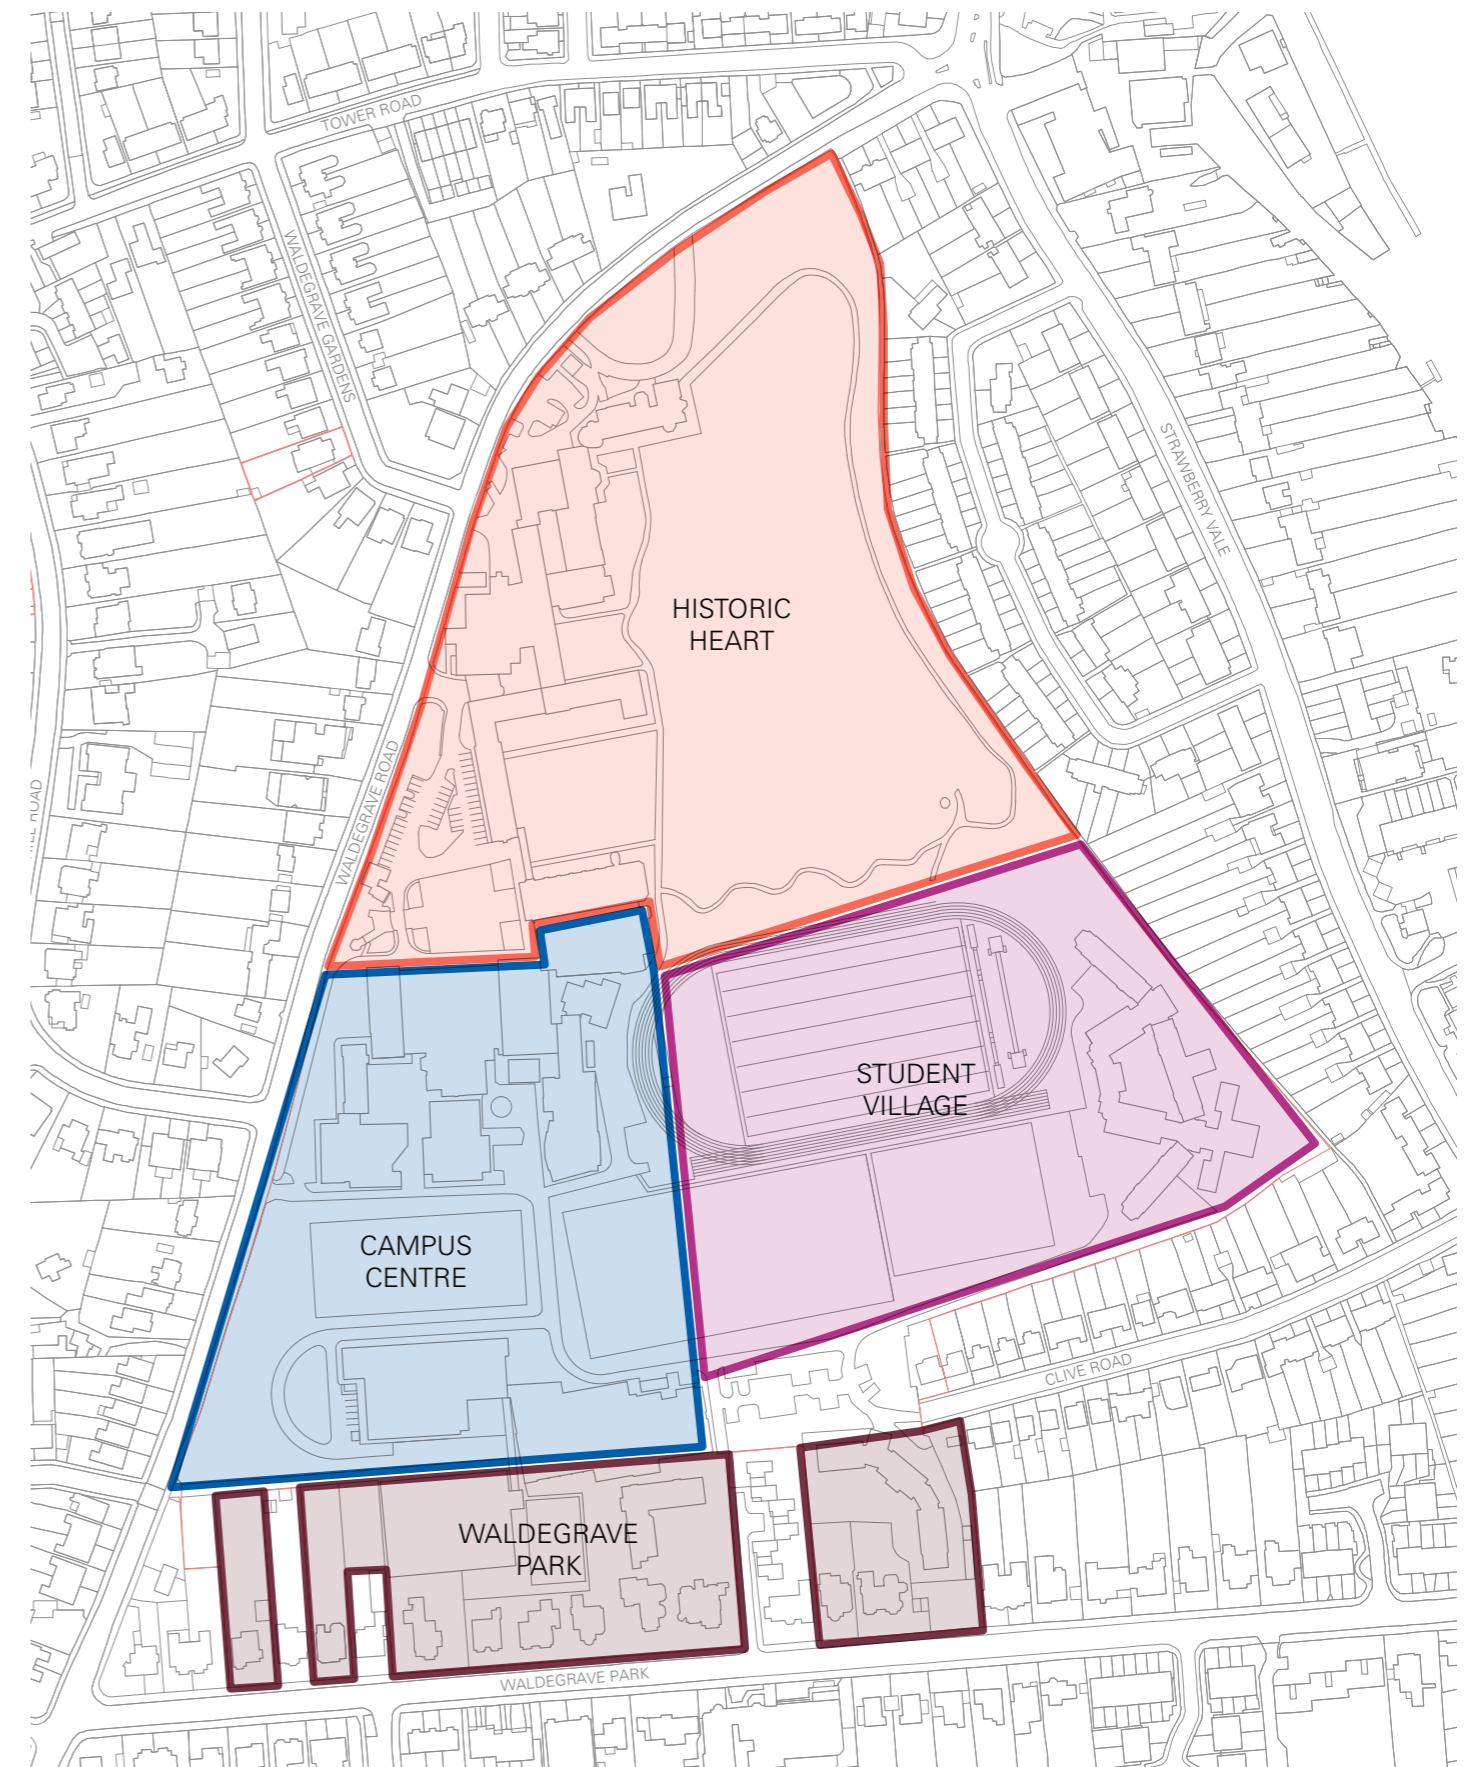 TOWER ROAD
WALDEGRAVE GARDENS
STRAWBERRY VALE
HISTORIC
HEART
WALDEGRAVE ROAD
STUDENT
VILLAGE
CAMPUS
CENTRE
CLIVE ROAD
WALDEGRAVE
PARK
WALDEGRAVE PARK